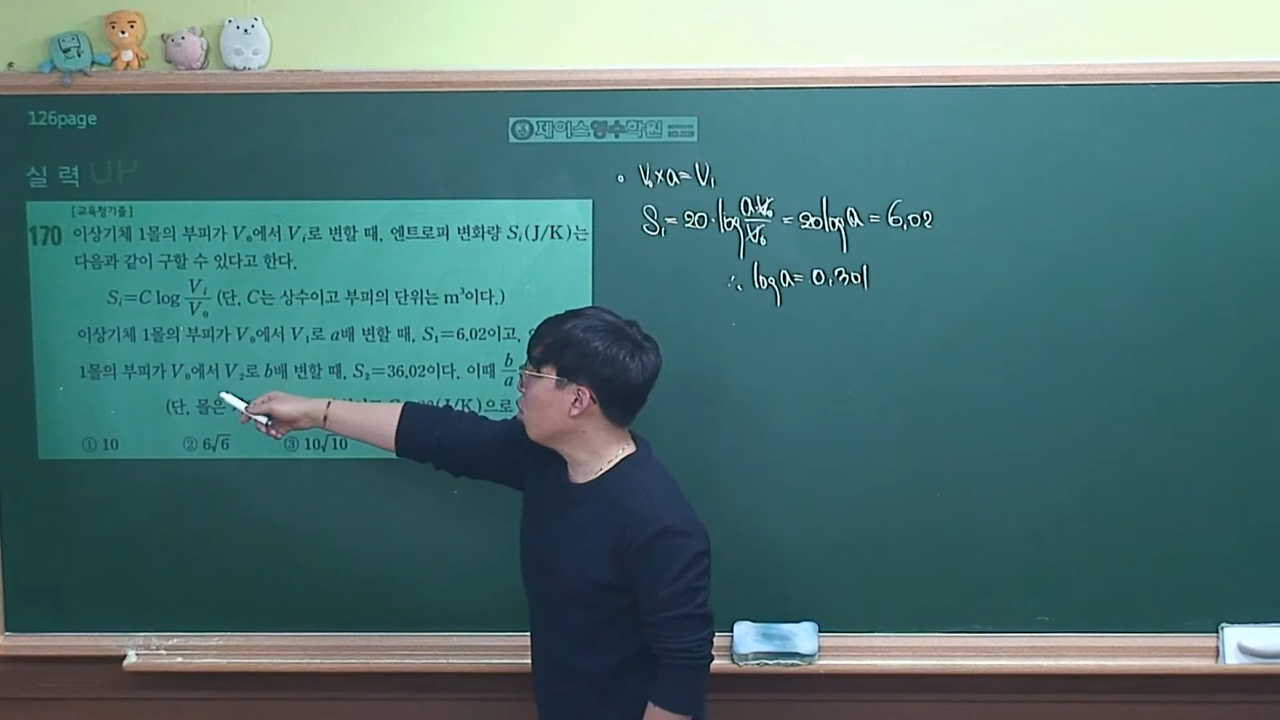 126page
제이스영수학원
실력 UP
[교육청기출]
170 이상기체 1몰의 부피가 V₀에서 Vᵢ로 변할 때, 엔트로피 변화량 Sᵢ(J/K)는
다음과 같이 구할 수 있다고 한다.
Sᵢ=C log Vᵢ/V₀ (단, C는 상수이고 부피의 단위는 m³이다.)
이상기체 1몰의 부피가 V₀에서 V₁로 a배 변할 때, S₁=6.02이고,
1몰의 부피가 V₀에서 V₂로 b배 변할 때, S₂=36.02이다. 이때 b/a
(단, 몰은 (J/K)으로
① 10 ② 6√6 ③ 10√10
V₀×a=V₁
S₁=20·log a·V₀/V₀ = 20log a = 6.02
∴ log a = 0.301